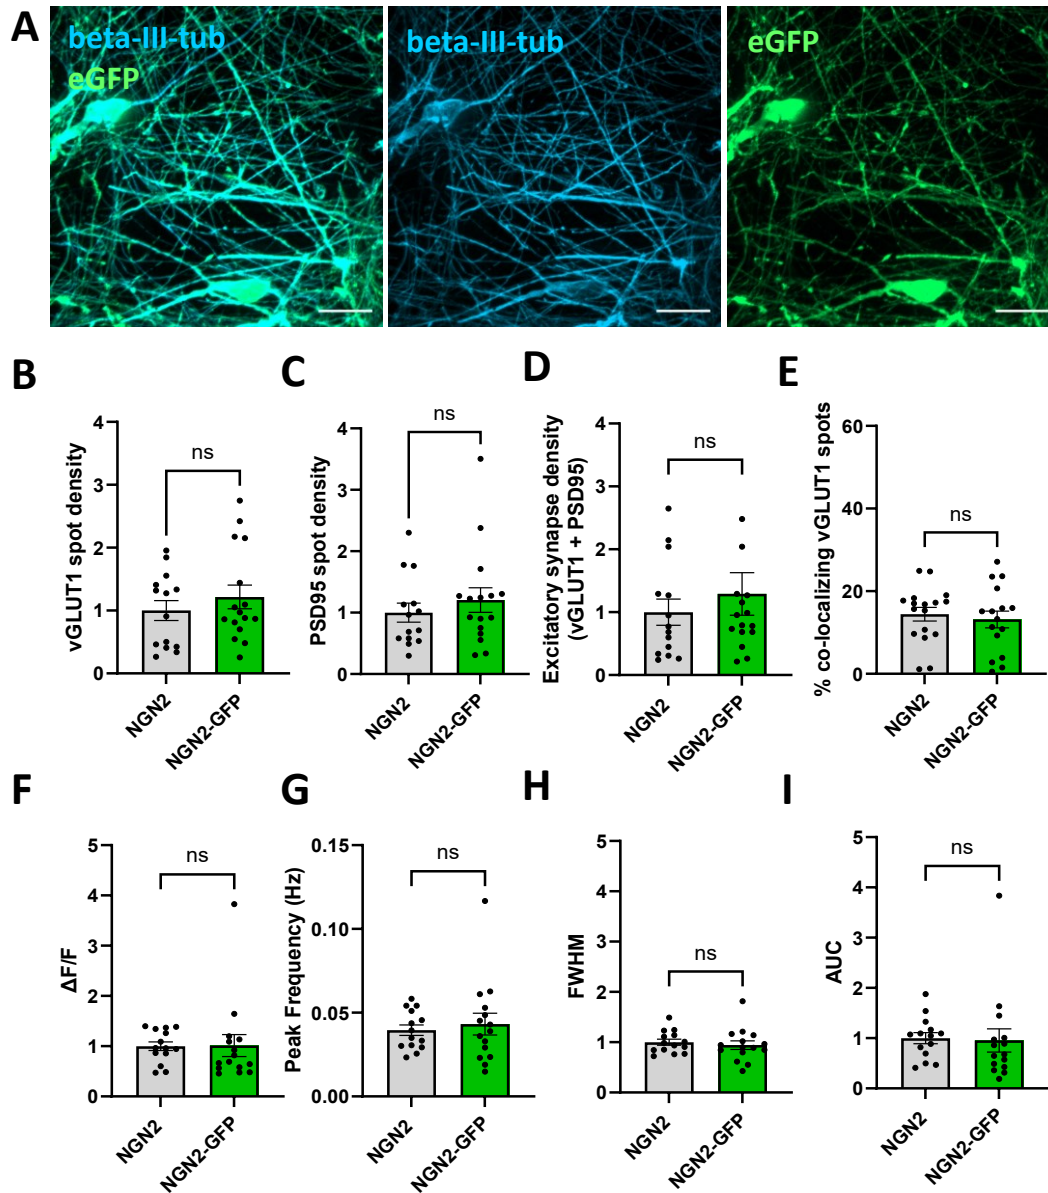 A
beta-III-tub
eGFP
beta-III-tub
eGFP
B
vGLUT1 spot density
4
3
2
1
0
ns
NGN2
NGN2-GFP
C
PSD95 spot density
4
3
2
1
0
ns
NGN2
NGN2-GFP
D
Excitatory synapse density
(vGLUT1 + PSD95)
4
3
2
1
0
ns
NGN2
NGN2-GFP
E
% co-localizing vGLUT1 spots
60
40
20
0
ns
NGN2
NGN2-GFP
F
ΔF/F
5
4
3
2
1
0
ns
NGN2
NGN2-GFP
G
Peak Frequency (Hz)
0.15
0.10
0.05
0.00
ns
NGN2
NGN2-GFP
H
FWHM
5
4
3
2
1
0
ns
NGN2
NGN2-GFP
I
AUC
5
4
3
2
1
0
ns
NGN2
NGN2-GFP